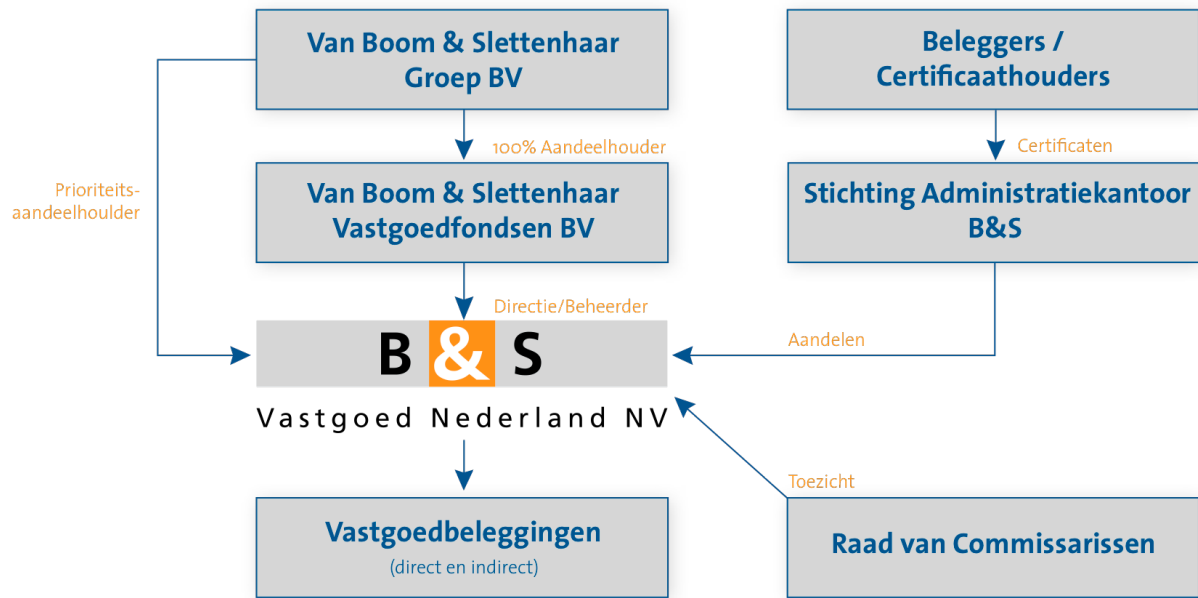 Van Boom & Slettenhaar
Groep BV
Beleggers /
Certificaathouders
100% Aandeelhouder
Certificaten
Prioriteits-
aandeelhoulder
Van Boom & Slettenhaar
Vastgoedfondsen BV
Stichting Administratiekantoor
B&S
Directie/Beheerder
B & S
Aandelen
Vastgoed Nederland NV
Toezicht
Vastgoedbeleggingen
(direct en indirect)
Raad van Commissarissen